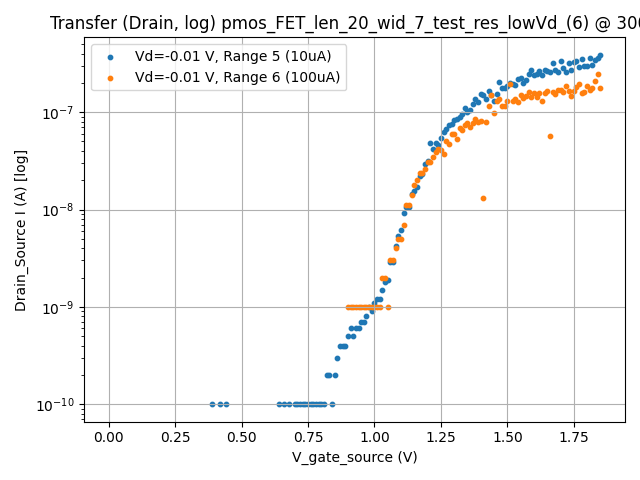 Transfer (Drain, log) pmos_FET_len_20_wid_7_test_res_lowVd_(6) @ 300
Vd=-0.01 V, Range 5 (10uA)
Vd=-0.01 V, Range 6 (100uA)
Drain_Source I (A) [log]
10⁻⁷
10⁻⁸
10⁻⁹
10⁻¹⁰
0.00 0.25 0.50 0.75 1.00 1.25 1.50 1.75
V_gate_source (V)